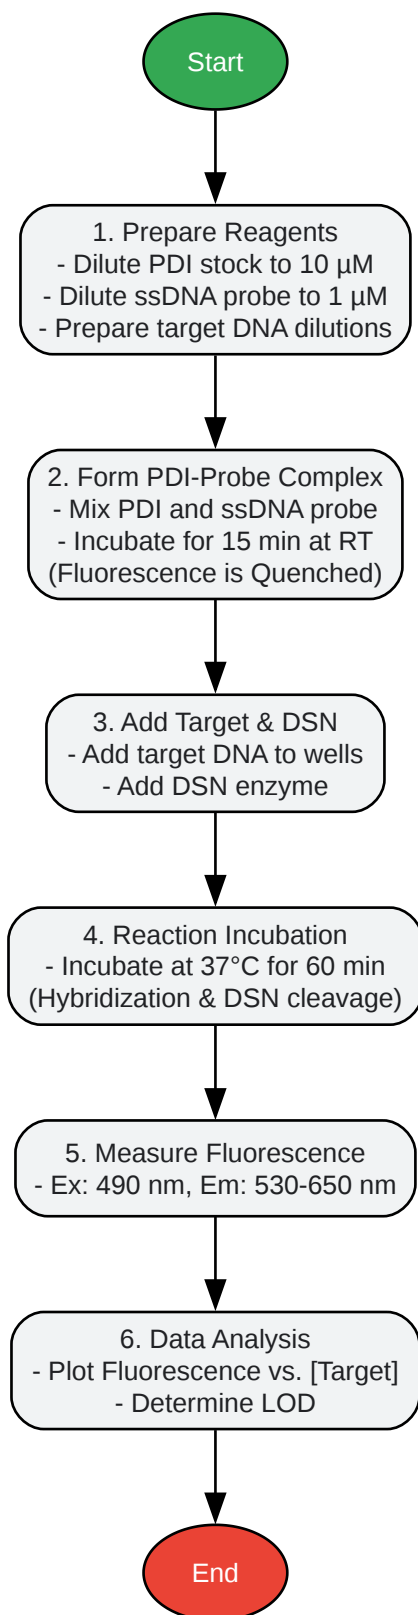 Start
1. Prepare Reagents
- Dilute PDI stock to 10 µM
- Dilute ssDNA probe to 1 µM
- Prepare target DNA dilutions
2. Form PDI-Probe Complex
- Mix PDI and ssDNA probe
- Incubate for 15 min at RT
(Fluorescence is Quenched)
3. Add Target & DSN
- Add target DNA to wells
- Add DSN enzyme
4. Reaction Incubation
- Incubate at 37°C for 60 min
(Hybridization & DSN cleavage)
5. Measure Fluorescence
- Ex: 490 nm, Em: 530-650 nm
6. Data Analysis
- Plot Fluorescence vs. [Target]
- Determine LOD
End